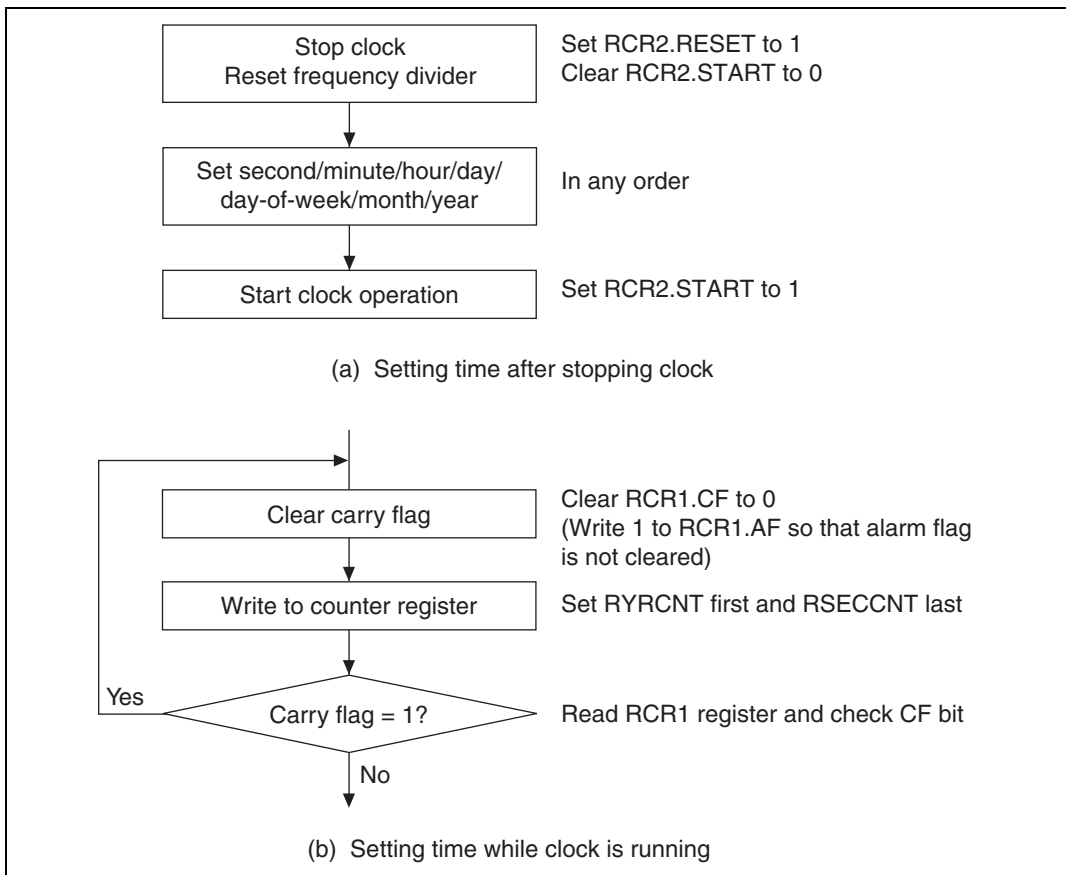 Stop clock
Reset frequency divider
Set RCR2.RESET to 1
Clear RCR2.START to 0
Set second/minute/hour/day/
day-of-week/month/year
In any order
Start clock operation
Set RCR2.START to 1
(a) Setting time after stopping clock
Clear carry flag
Clear RCR1.CF to 0
(Write 1 to RCR1.AF so that alarm flag
is not cleared)
Write to counter register
Set RYRCNT first and RSECCNT last
Yes
Carry flag = 1?
Read RCR1 register and check CF bit
No
(b) Setting time while clock is running